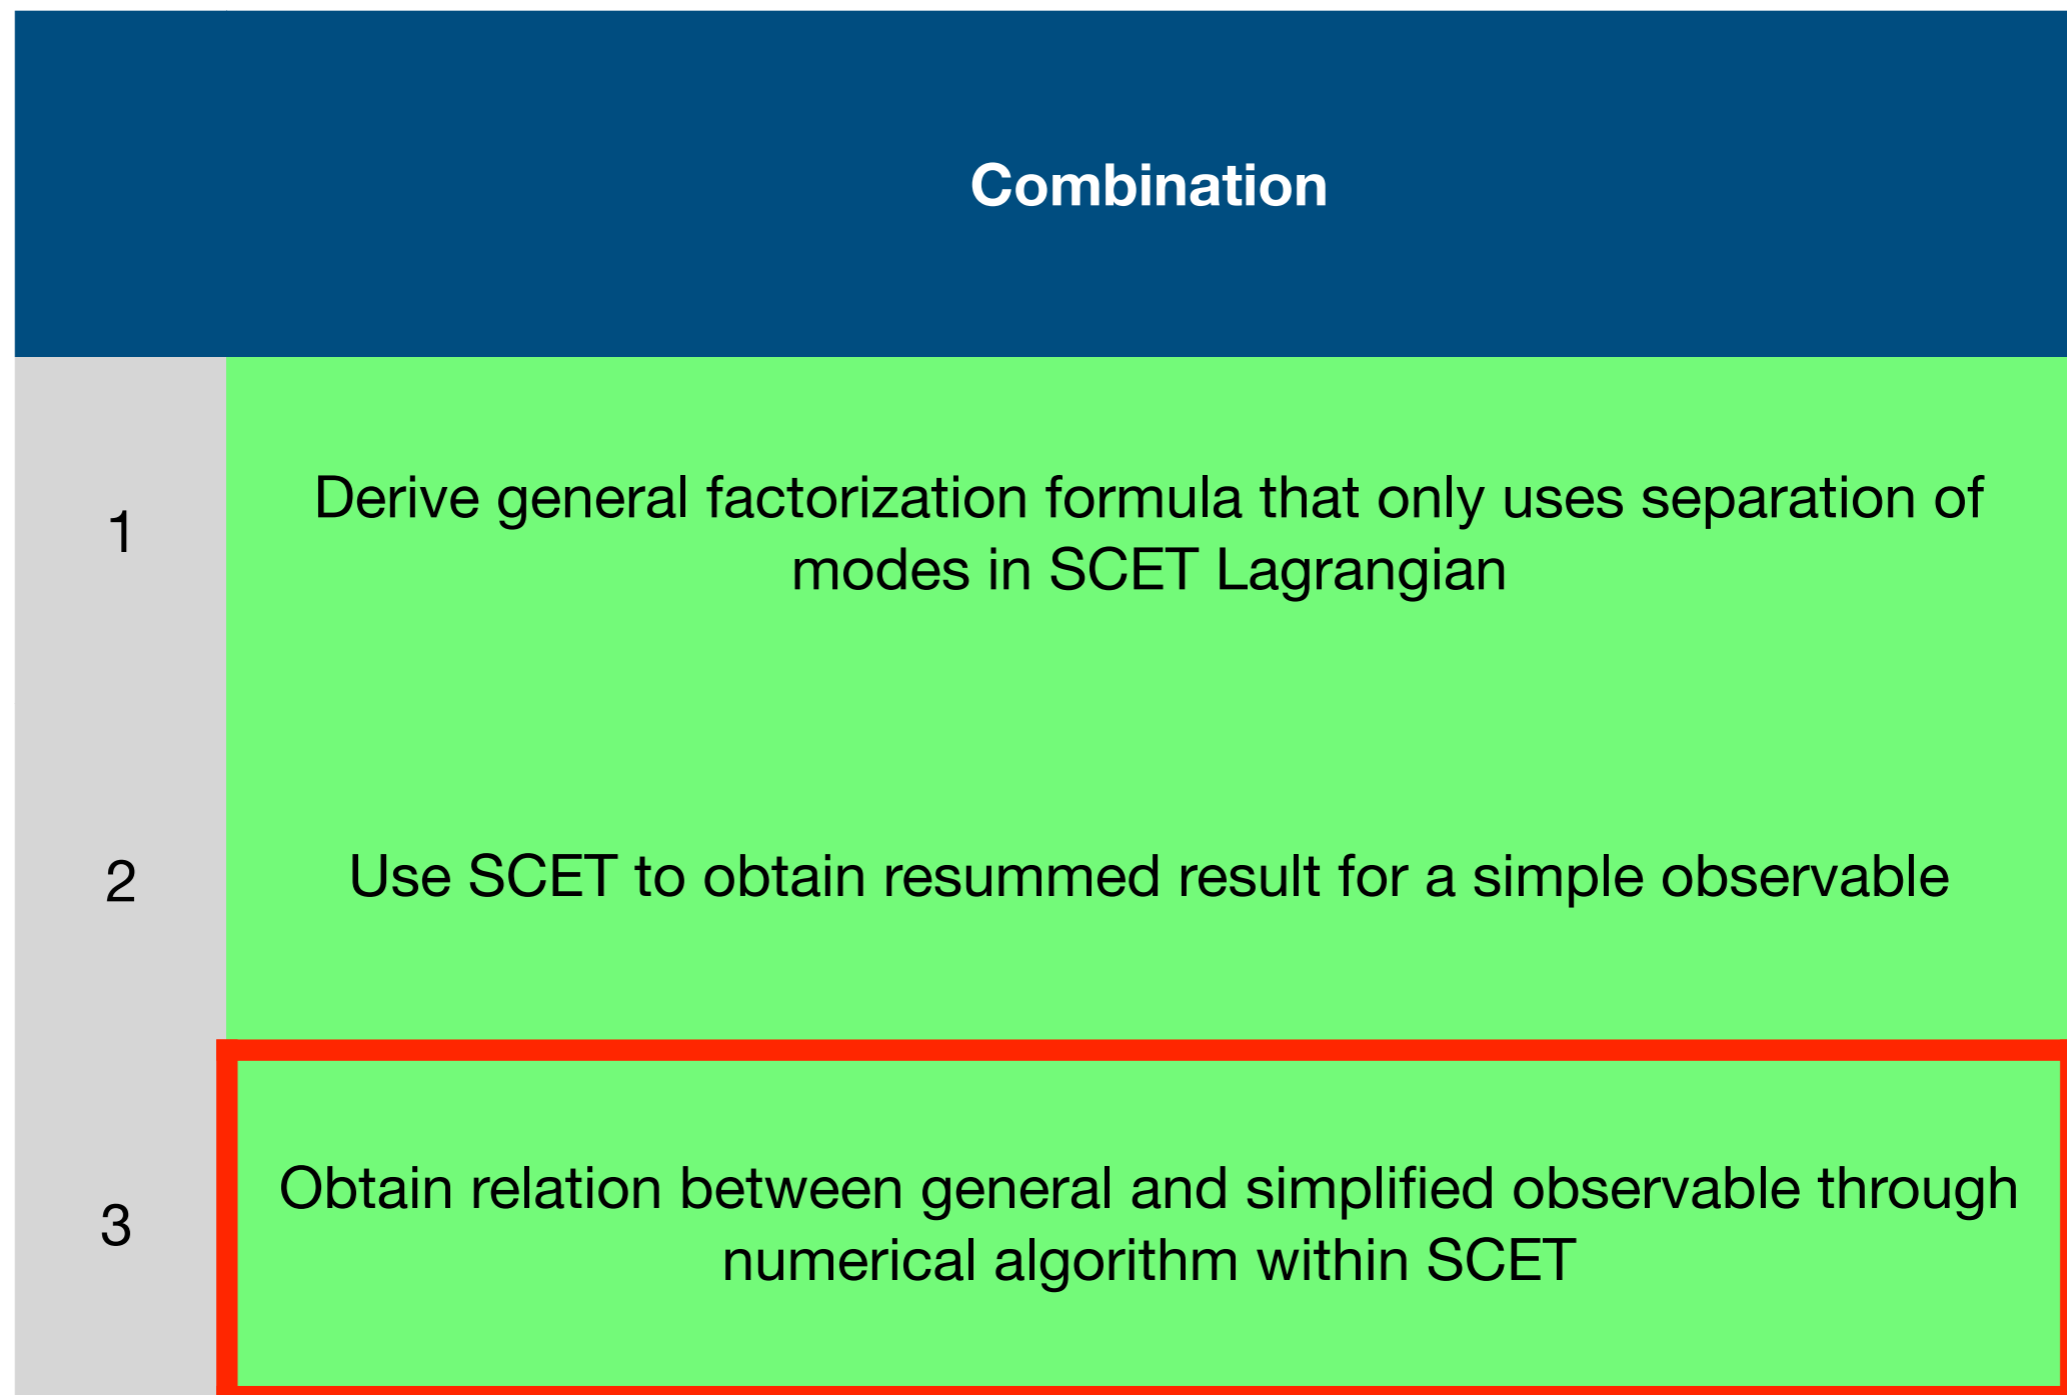 Combination
1
Derive general factorization formula that only uses separation of
modes in SCET Lagrangian
2
Use SCET to obtain resummed result for a simple observable
3
Obtain relation between general and simplified observable through
numerical algorithm within SCET